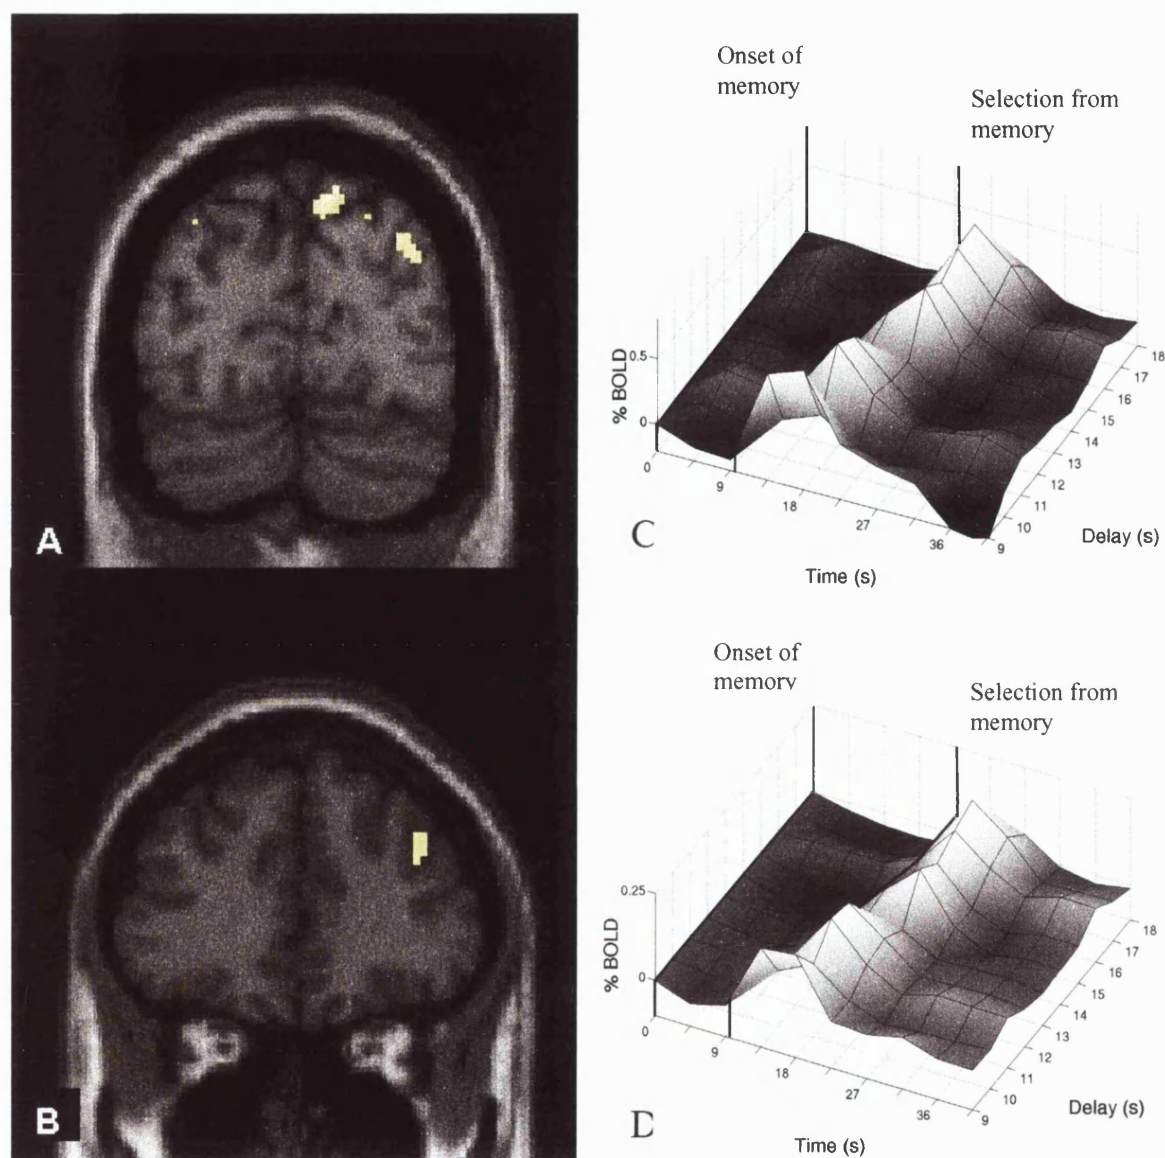 A
Onset of
memory
Selection from
memory
% BOLD
0.5
0
0
9
18
27
36
Time (s)
9
10
11
12
13
14
15
16
17
18
Delay (s)
C
B
Onset of
memory
Selection from
memory
% BOLD
0.25
0
0
9
18
27
36
Time (s)
9
10
11
12
13
14
15
16
17
18
Delay (s)
D